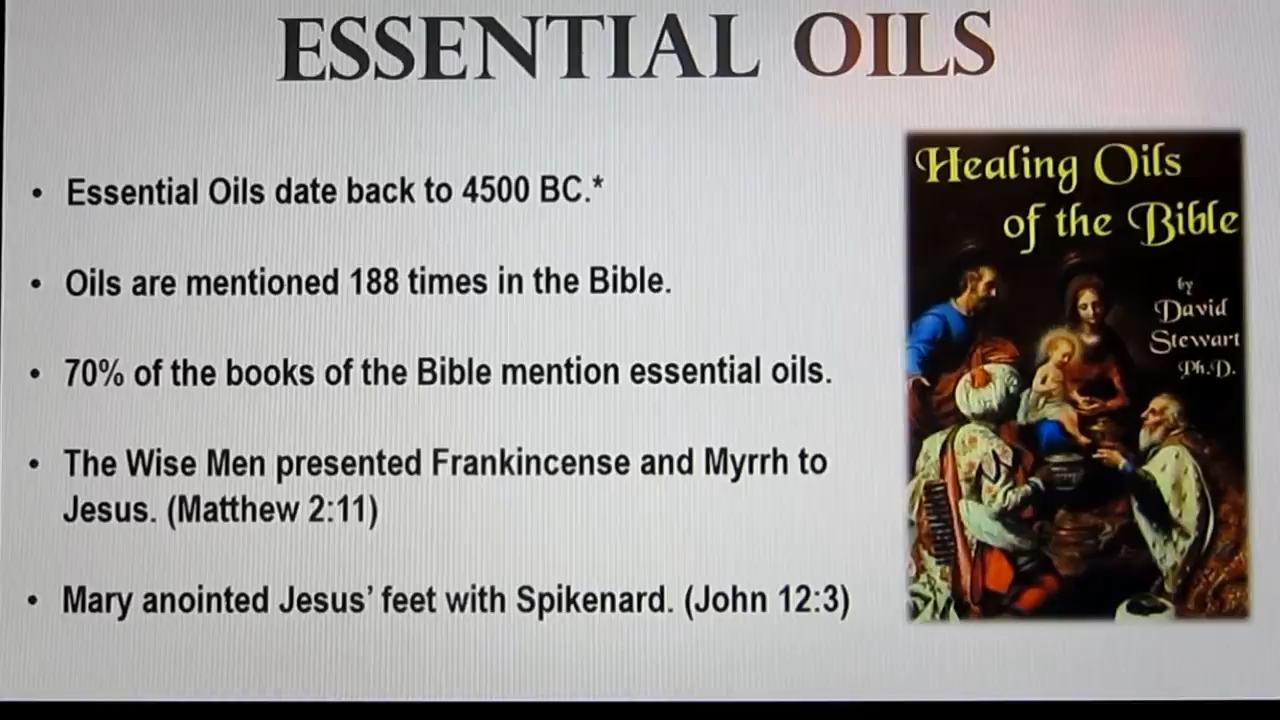 ESSENTIAL OILS
• Essential Oils date back to 4500 BC.*
• Oils are mentioned 188 times in the Bible.
• 70% of the books of the Bible mention essential oils.
• The Wise Men presented Frankincense and Myrrh to
Jesus. (Matthew 2:11)
• Mary anointed Jesus' feet with Spikenard. (John 12:3)
Healing Oils
of the Bible
by
David
Stewart
Ph.D.